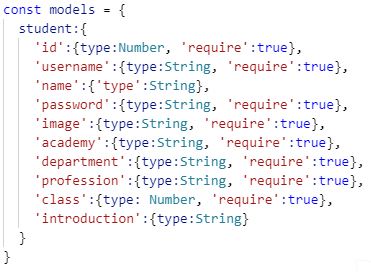 const models = {
  student:{
    'id':{type:Number, 'require':true},
    'username':{type:String, 'require':true},
    'name':{'type':String},
    'password':{type:String, 'require':true},
    'image':{type:String, 'require':true},
    'academy':{type:String, 'require':true},
    'department':{type:String, 'require':true},
    'profession':{type:String, 'require':true},
    'class':{type: Number, 'require':true},
    'introduction':{type:String}
  }
}